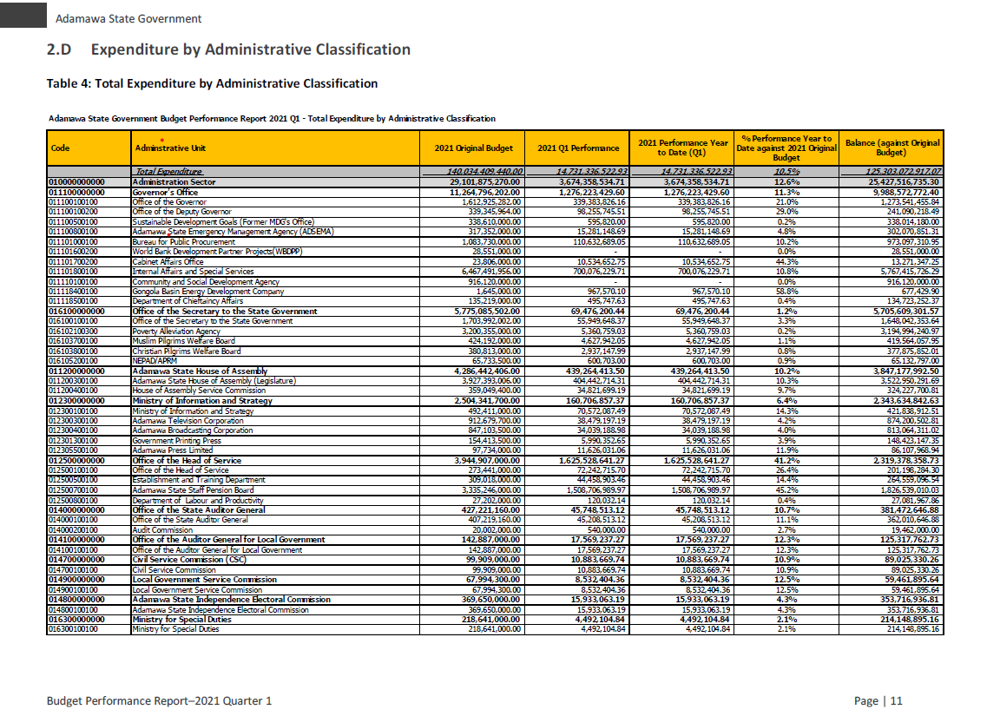 Adamawa State Government
2.D Expenditure by Administrative Classification
Table 4: Total Expenditure by Administrative Classification
Adamawa State Government Budget Performance Report 2021 Q1 - Total Expenditure by Administrative Classification
Code Adminstrative Unit 2021 Original Budget 2021 Q1 Performance 2021 Performance Year to Date (Q1) % Performance Year to Date against 2021 Original Budget Balance (against Original Budget)
Total Expenditure 140,034,409,440.00 14,731,336,522.93 14,731,336,522.93 10.5% 125,303,072,917.07
010000000000 Administration Sector 29,101,875,270.00 3,674,358,534.71 3,674,358,534.71 12.6% 25,427,516,735.30
011100000000 Governor's Office 11,264,796,202.00 1,276,223,429.60 1,276,223,429.60 11.3% 9,988,572,772.40
011100100100 Office of the Governor 1,612,925,282.00 339,383,826.16 339,383,826.16 21.0% 1,273,541,455.84
011100100200 Office of the Deputy Governor 339,345,964.00 98,255,745.51 98,255,745.51 29.0% 241,090,218.49
011100500100 Sustainable Development Goals (Former MDG's Office) 338,610,000.00 595,820.00 595,820.00 0.2% 338,014,180.00
011100800100 Adamawa State Emergency Management Agency (ADSEMA) 317,352,000.00 15,281,148.69 15,281,148.69 4.8% 302,070,851.31
011101000100 Bureau for Public Procurement 1,083,730,000.00 110,632,689.05 110,632,689.05 10.2% 973,097,310.95
011101600200 World Bank Development Partner Projects(WBDPP) 28,551,000.00 - - 0.0% 28,551,000.00
011101700200 Cabinet Affairs Office 23,806,000.00 10,534,652.75 10,534,652.75 44.3% 13,271,347.25
011101800100 Internal Affairs and Special Services 6,467,491,956.00 700,076,229.71 700,076,229.71 10.8% 5,767,415,726.29
011110100100 Community and Social Development Agency 916,120,000.00 - - 0.0% 916,120,000.00
011118400100 Gongola Basin Energy Development Company 1,645,000.00 967,570.10 967,570.10 58.8% 677,429.90
011118500100 Department of Chieftaincy Affairs 135,219,000.00 495,747.63 495,747.63 0.4% 134,723,252.37
016100000000 Office of the Secretary to the State Government 5,775,085,502.00 69,476,200.44 69,476,200.44 1.2% 5,705,609,301.57
016100100100 Office of the Secretary to the State Government 1,703,992,002.00 55,949,648.37 55,949,648.37 3.3% 1,648,042,353.64
016102100300 Poverty Alleviation Agency 3,200,355,000.00 5,360,759.03 5,360,759.03 0.2% 3,194,994,240.97
016103700100 Muslim Pilgrims Welfare Board 424,192,000.00 4,627,942.05 4,627,942.05 1.1% 419,564,057.95
016103800100 Christian Pilgrims Welfare Board 380,813,000.00 2,937,147.99 2,937,147.99 0.8% 377,875,852.01
016105200100 NEPAD/APRM 65,733,500.00 600,703.00 600,703.00 0.9% 65,132,797.00
011200000000 Adamawa State House of Assembly 4,286,442,406.00 439,264,413.50 439,264,413.50 10.2% 3,847,177,992.50
011200300100 Adamawa State House of Assembly (Legislature) 3,927,393,006.00 404,442,714.31 404,442,714.31 10.3% 3,522,950,291.69
011200400100 House of Assembly Service Commission 359,049,400.00 34,821,699.19 34,821,699.19 9.7% 324,227,700.81
012300000000 Ministry of Information and Strategy 2,504,341,700.00 160,706,857.37 160,706,857.37 6.4% 2,343,634,842.63
012300100100 Ministry of Information and Strategy 492,411,000.00 70,572,087.49 70,572,087.49 14.3% 421,838,912.51
012300300100 Adamawa Television Corporation 912,679,700.00 38,479,197.19 38,479,197.19 4.2% 874,200,502.81
012300400100 Adamawa Broadcasting Corporation 847,103,500.00 34,039,188.98 34,039,188.98 4.0% 813,064,311.02
012301300100 Government Printing Press 154,413,500.00 5,990,352.65 5,990,352.65 3.9% 148,423,147.35
012305500100 Adamawa Press Limited 97,734,000.00 11,626,031.06 11,626,031.06 11.9% 86,107,968.94
012500000000 Office of the Head of Service 3,944,907,000.00 1,625,528,641.27 1,625,528,641.27 41.2% 2,319,378,358.73
012500100100 Office of the Head of Service 273,441,000.00 72,242,715.70 72,242,715.70 26.4% 201,198,284.30
012500500100 Establishment and Training Department 309,018,000.00 44,458,903.46 44,458,903.46 14.4% 264,559,096.54
012500700100 Adamawa State Staff Pension Board 3,335,246,000.00 1,508,706,989.97 1,508,706,989.97 45.2% 1,826,539,010.03
012500800100 Department of Labour and Productivity 27,202,000.00 120,032.14 120,032.14 0.4% 27,081,967.86
014000000000 Office of the State Auditor General 427,221,160.00 45,748,513.12 45,748,513.12 10.7% 381,472,646.88
014000100100 Office of the State Auditor General 407,219,160.00 45,208,513.12 45,208,513.12 11.1% 362,010,646.88
014000200100 Audit Commission 20,002,000.00 540,000.00 540,000.00 2.7% 19,462,000.00
014100000000 Office of the Auditor General for Local Government 142,887,000.00 17,569,237.27 17,569,237.27 12.3% 125,317,762.73
014100100100 Office of the Auditor General for Local Government 142,887,000.00 17,569,237.27 17,569,237.27 12.3% 125,317,762.73
014700000000 Civil Service Commission (CSC) 99,909,000.00 10,883,669.74 10,883,669.74 10.9% 89,025,330.26
014700100100 Civil Service Commission 99,909,000.00 10,883,669.74 10,883,669.74 10.9% 89,025,330.26
014900000000 Local Government Service Commission 67,994,300.00 8,532,404.36 8,532,404.36 12.5% 59,461,895.64
014900100100 Local Government Service Commission 67,994,300.00 8,532,404.36 8,532,404.36 12.5% 59,461,895.64
014800000000 Adamawa State Independence Electoral Commission 369,650,000.00 15,933,063.19 15,933,063.19 4.3% 353,716,936.81
014800100100 Adamawa State Independence Electoral Commission 369,650,000.00 15,933,063.19 15,933,063.19 4.3% 353,716,936.81
016300000000 Ministry for Special Duties 218,641,000.00 4,492,104.84 4,492,104.84 2.1% 214,148,895.16
016300100100 Ministry for Special Duties 218,641,000.00 4,492,104.84 4,492,104.84 2.1% 214,148,895.16
Budget Performance Report–2021 Quarter 1 Page | 11